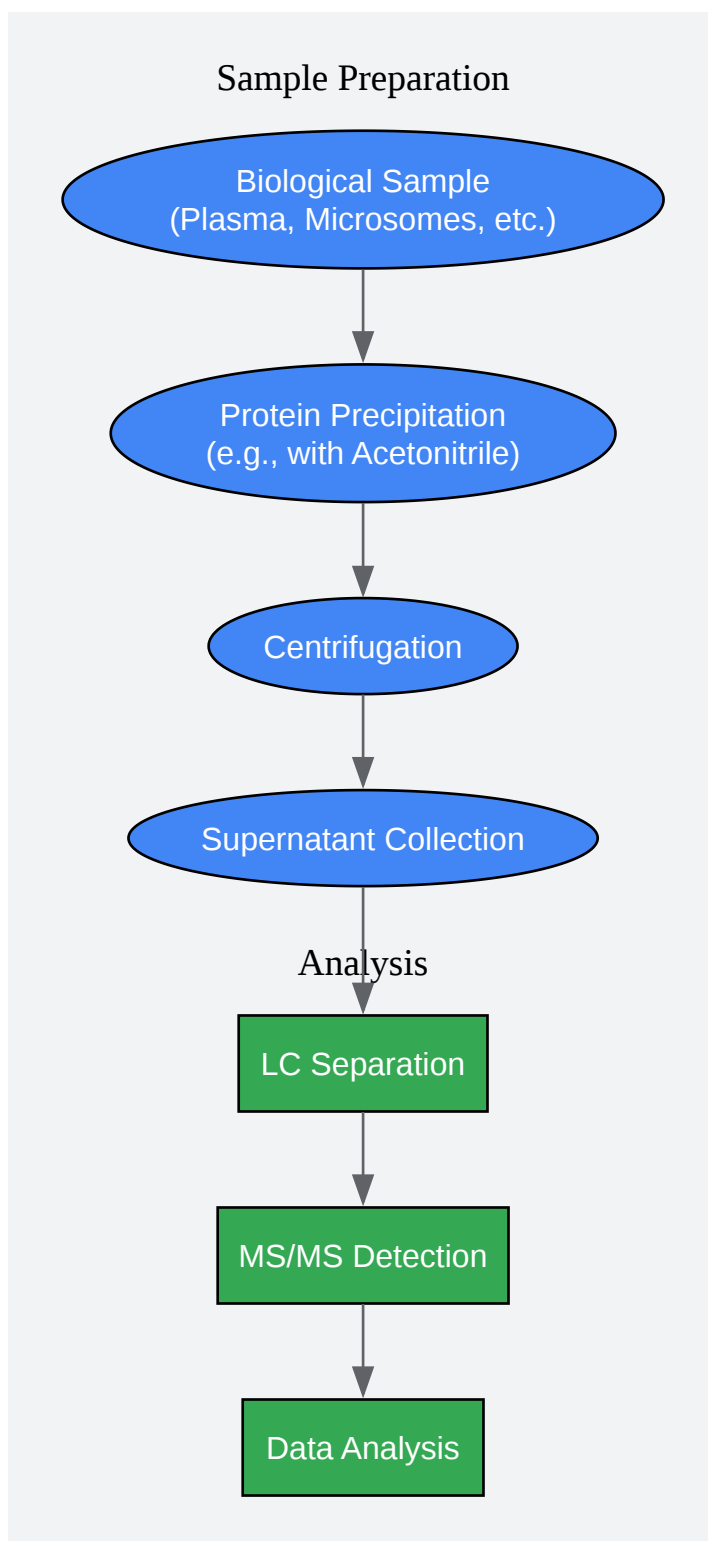 Sample Preparation
Biological Sample
(Plasma, Microsomes, etc.)
Protein Precipitation
(e.g., with Acetonitrile)
Centrifugation
Supernatant Collection
Analysis
LC Separation
MS/MS Detection
Data Analysis